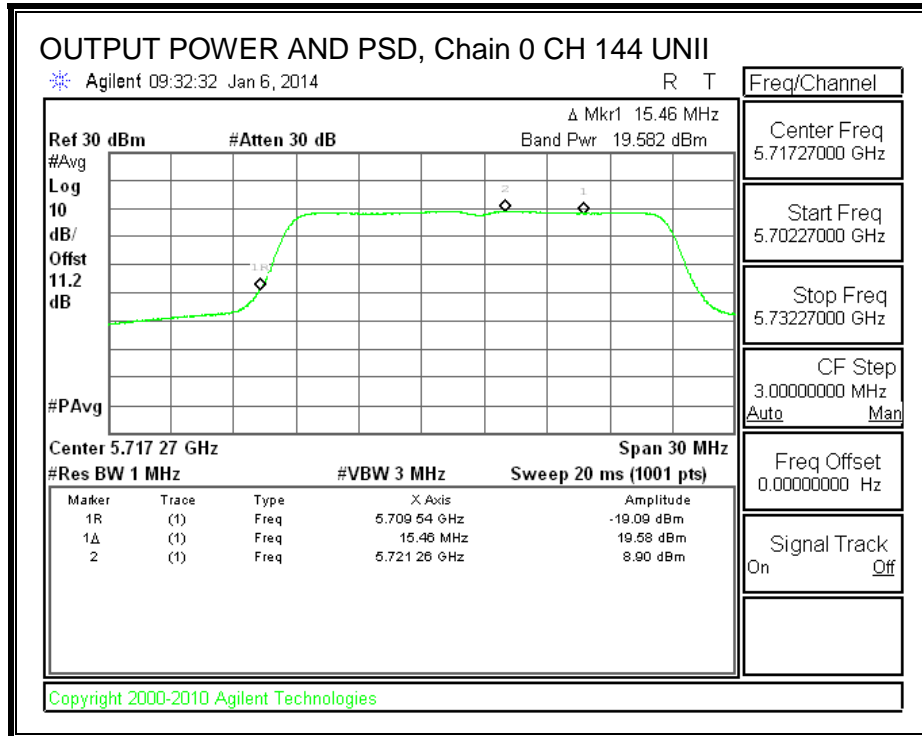 OUTPUT POWER AND PSD, Chain 0 CH 144 UNII
Agilent 09:32:32 Jan 6, 2014 R T
Δ Mkr1 15.46 MHz
Ref 30 dBm #Atten 30 dB Band Pwr 19.582 dBm
#Avg
Log
10
dB/
Offst
11.2
dB
2
1
1R
#PAvg
Center 5.717 27 GHz Span 30 MHz
#Res BW 1 MHz #VBW 3 MHz Sweep 20 ms (1001 pts)
Marker Trace Type X Axis Amplitude
1R (1) Freq 5.709 54 GHz -19.09 dBm
1Δ (1) Freq 15.46 MHz 19.58 dBm
2 (1) Freq 5.721 26 GHz 8.90 dBm
Freq/Channel
Center Freq
5.71727000 GHz
Start Freq
5.70227000 GHz
Stop Freq
5.73227000 GHz
CF Step
3.00000000 MHz
Auto Man
Freq Offset
0.00000000 Hz
Signal Track
On Off
Copyright 2000-2010 Agilent Technologies